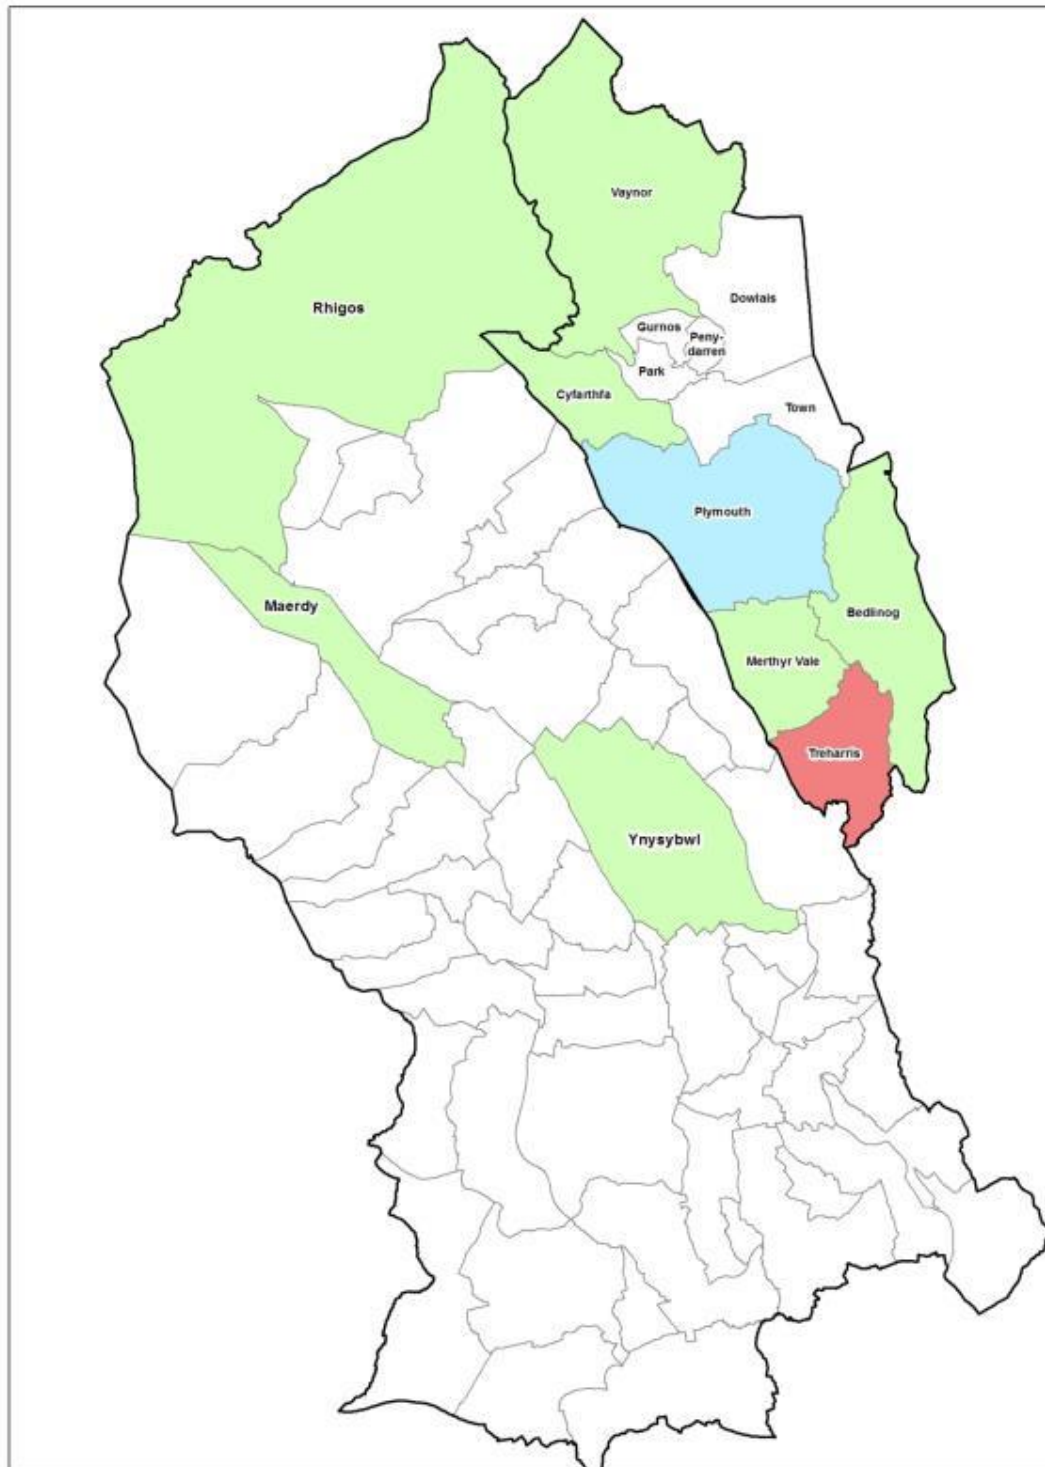 Vaynor
Rhigos
Dowlais
Gurnos
Peny-
darren
Park
Cyfarthfa
Town
Plymouth
Maerdy
Bedlinog
Merthyr Vale
Treharris
Ynysybwl